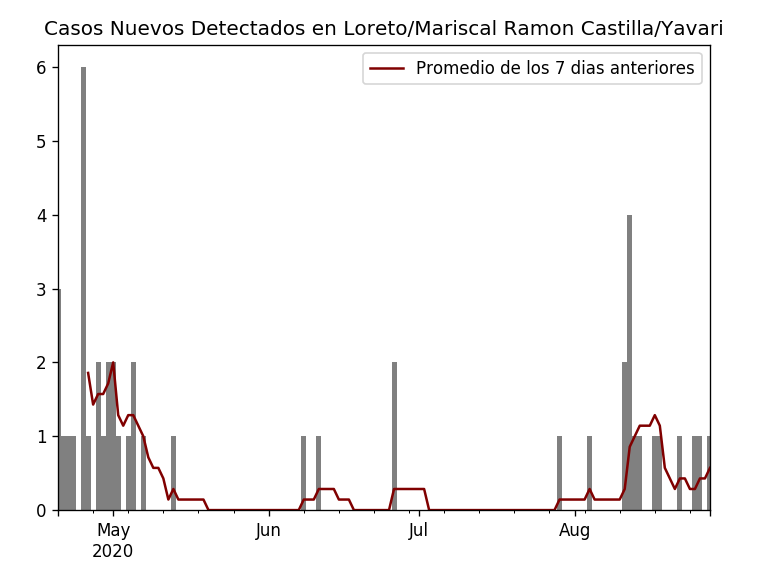 Casos Nuevos Detectados en Loreto/Mariscal Ramon Castilla/Yavari
Promedio de los 7 dias anteriores
6
5
4
3
2
1
0
May
2020
Jun
Jul
Aug